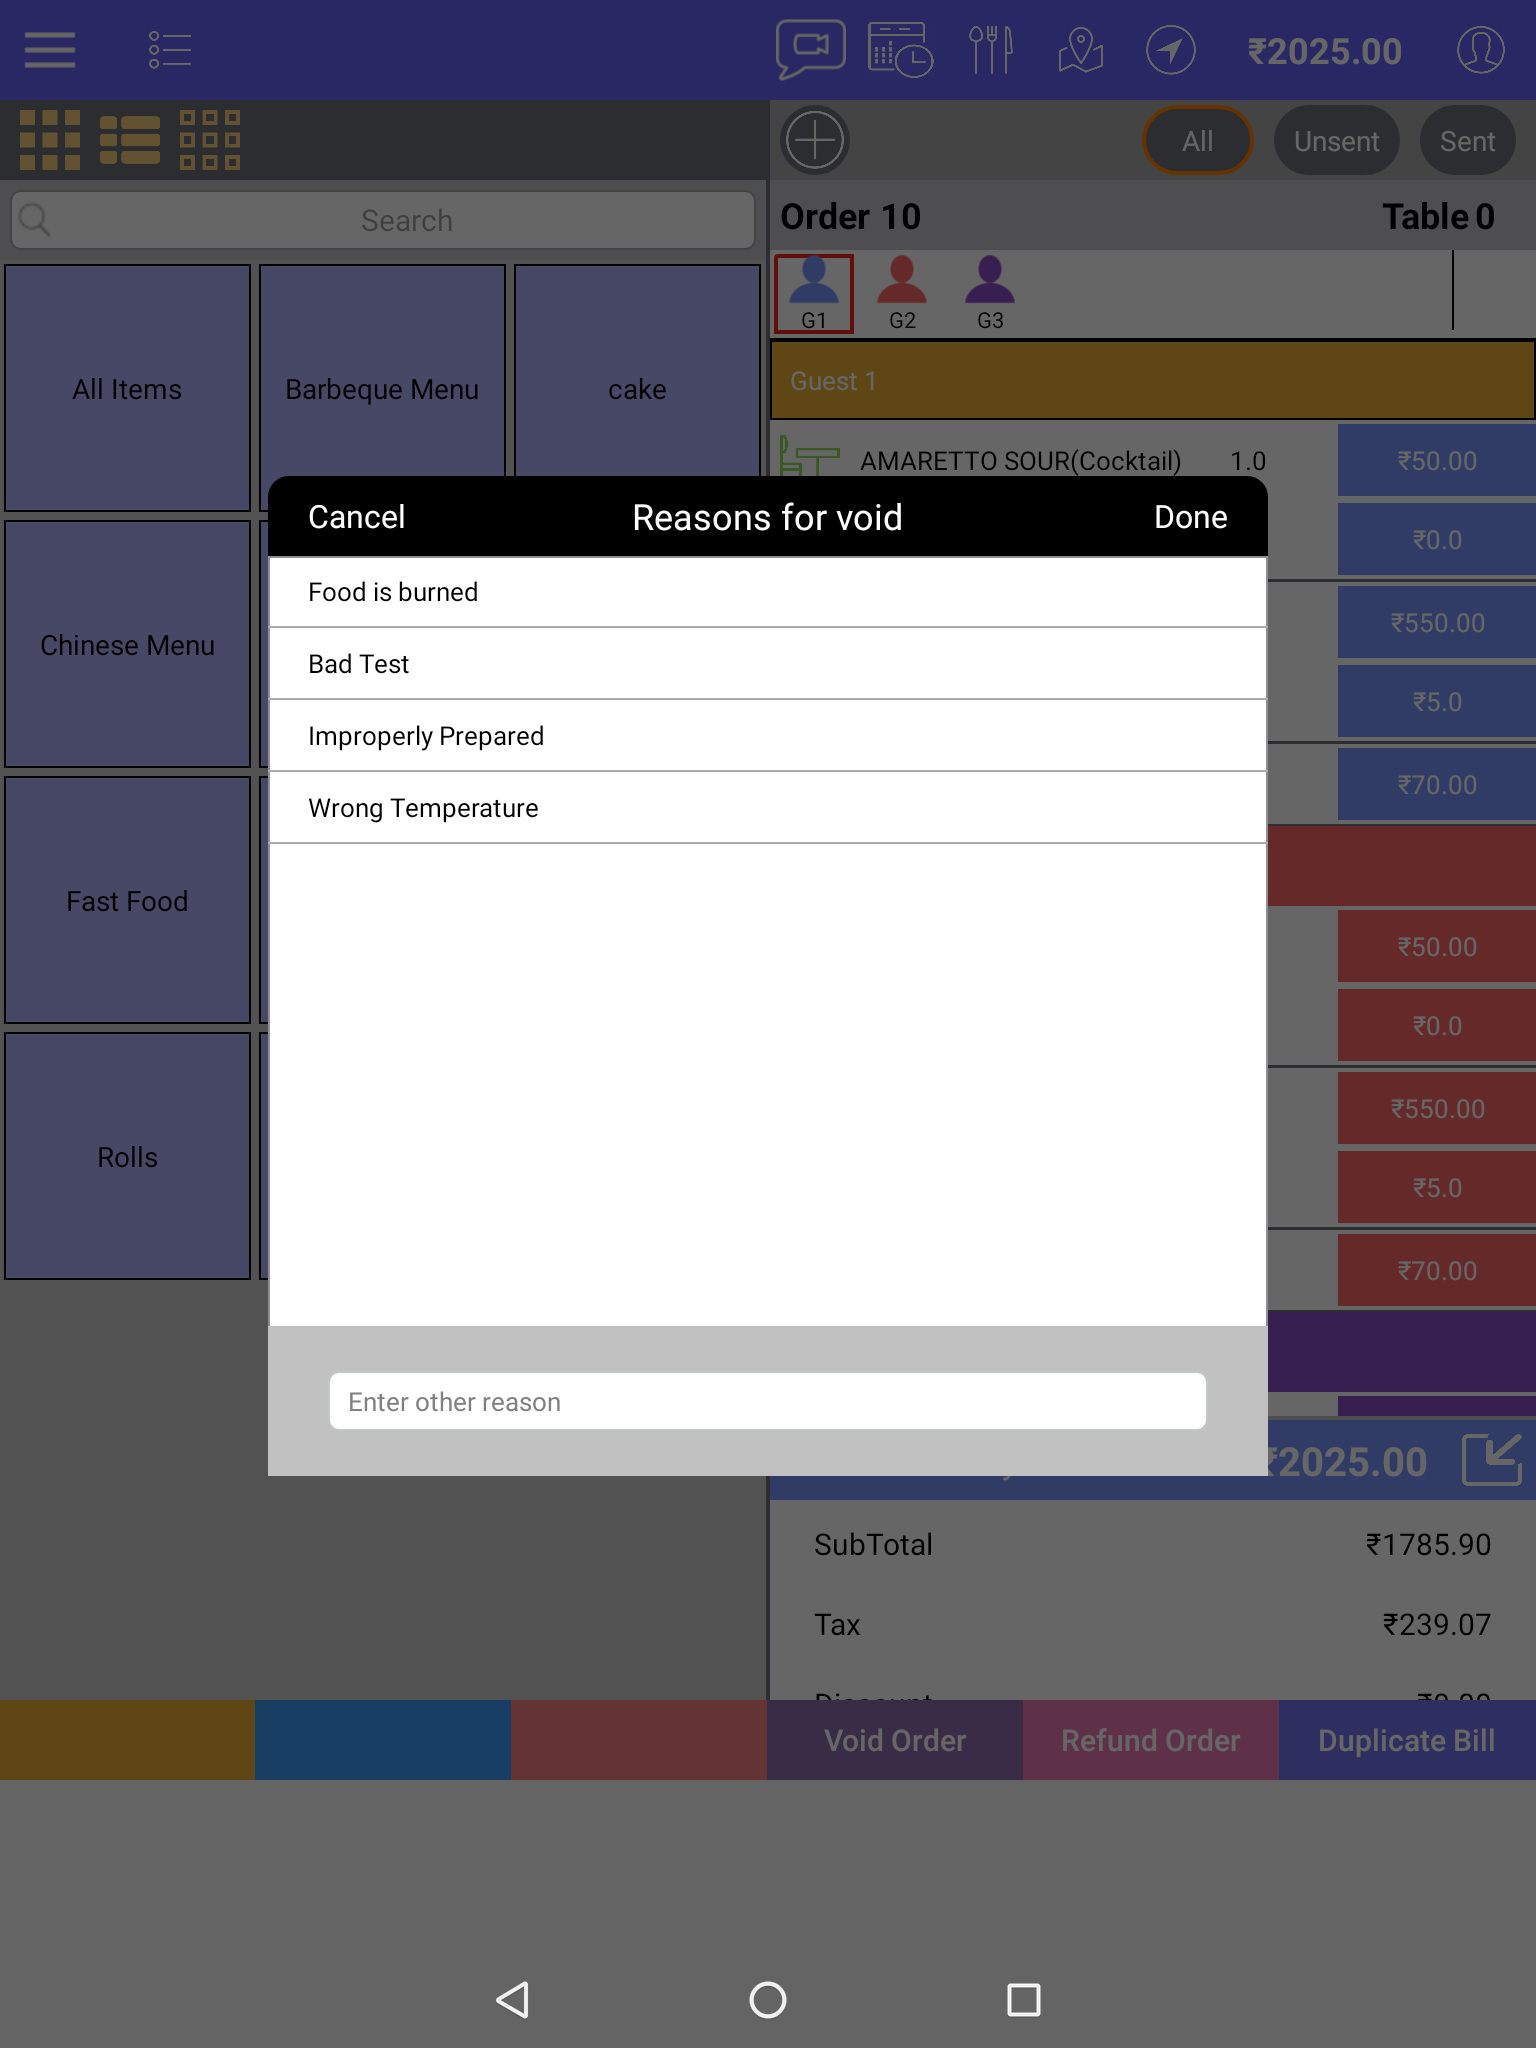 ₹2025.00
All
Unsent
Sent
Search
Order 10
Table 0
G1
G2
G3
All Items
Barbeque Menu
cake
Guest 1
AMARETTO SOUR(Cocktail)
1.0
₹50.00
₹0.0
₹550.00
₹5.0
₹70.00
₹50.00
₹0.0
₹550.00
₹5.0
₹70.00
Chinese Menu
Fast Food
Rolls
Cancel
Reasons for void
Done
Food is burned
Bad Test
Improperly Prepared
Wrong Temperature
Enter other reason
₹2025.00
SubTotal
₹1785.90
Tax
₹239.07
Void Order
Refund Order
Duplicate Bill